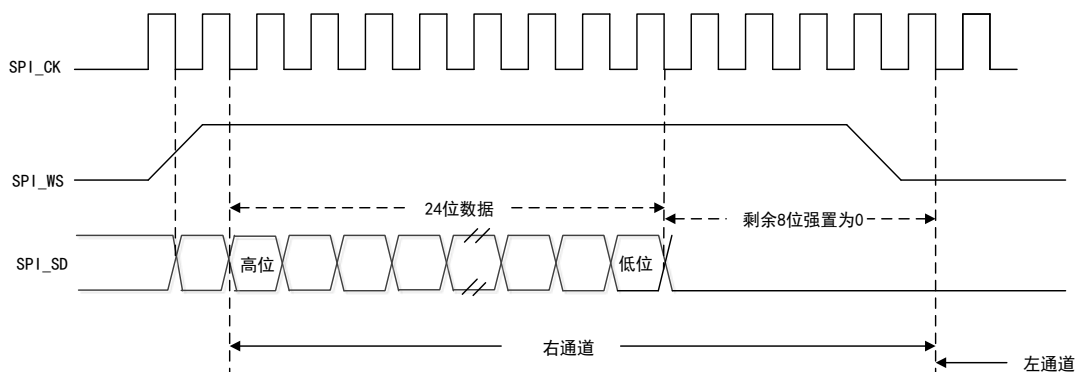 SPI_CK
SPI_WS
24位数据
剩余8位强置为0
SPI_SD
高位
低位
右通道
左通道